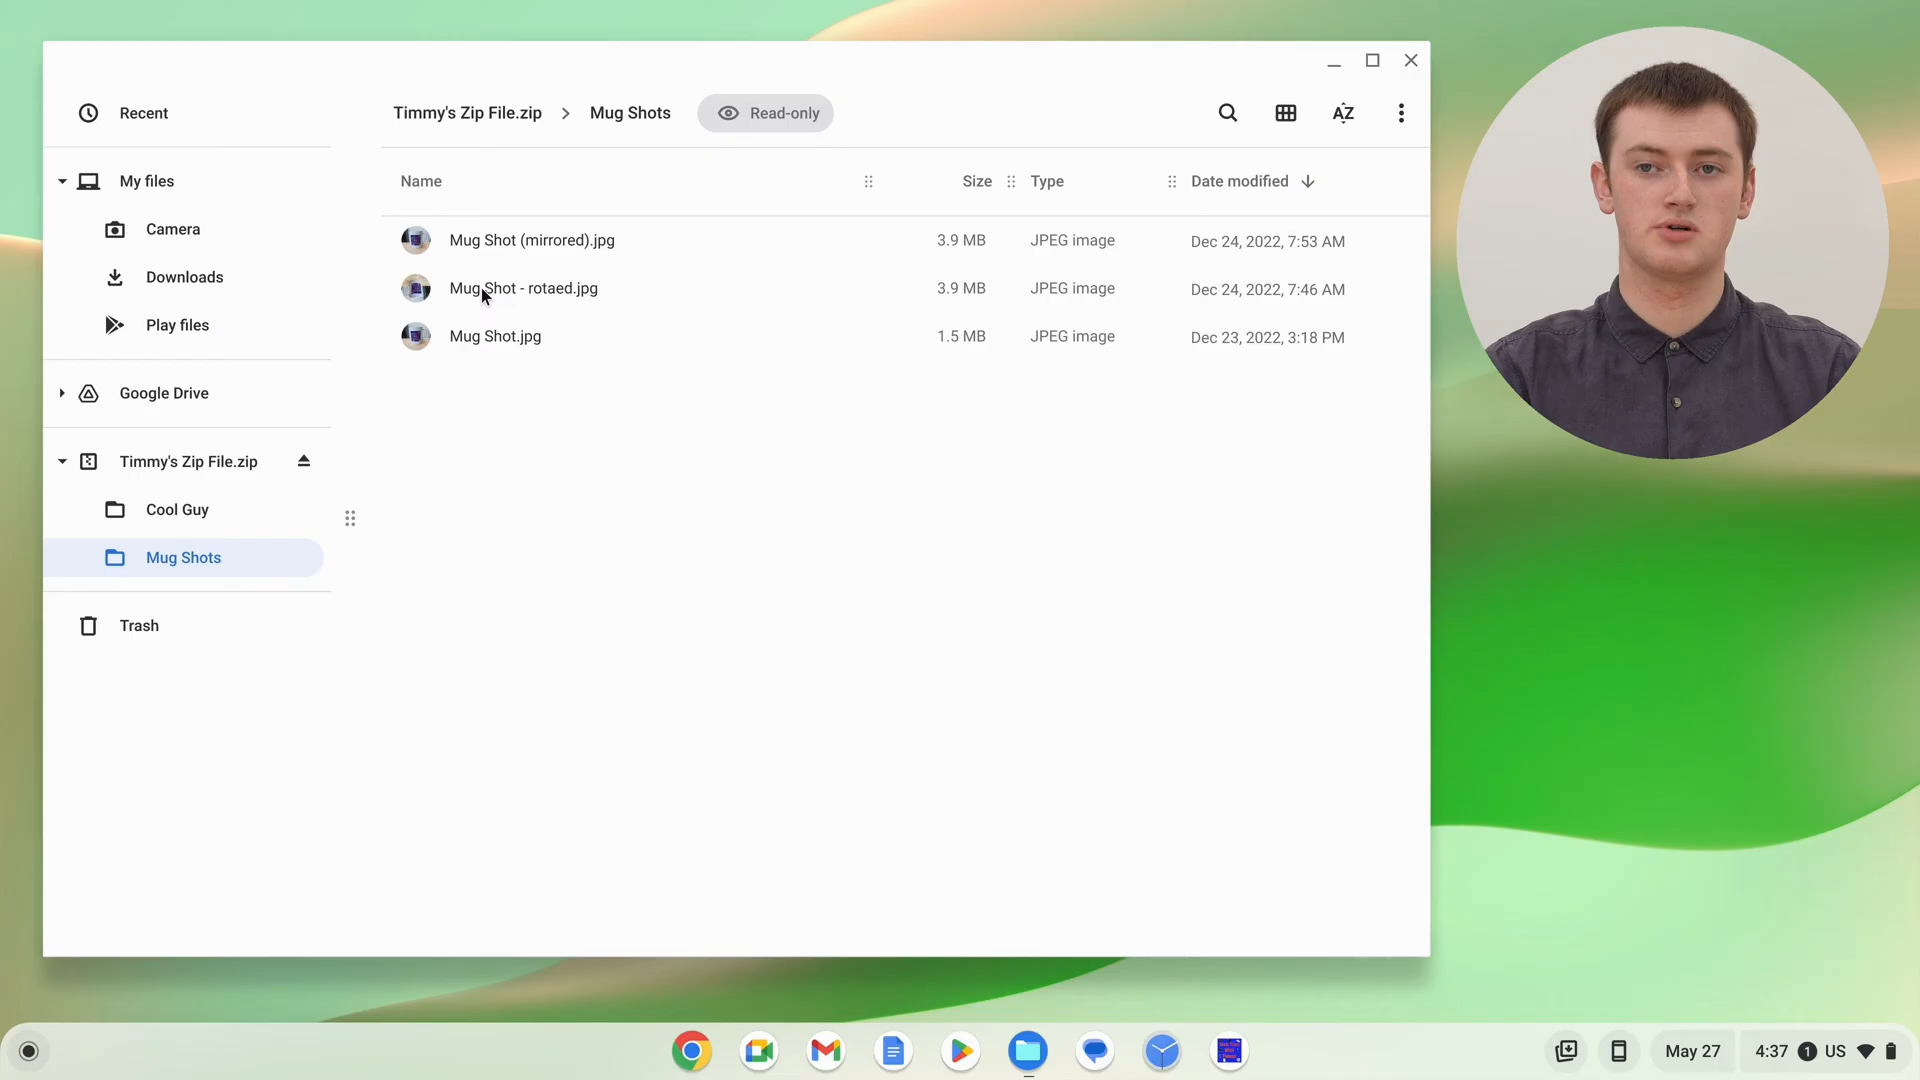 Recent
My files
Camera
Downloads
Play files
Google Drive
Timmy's Zip File.zip
Cool Guy
Mug Shots
Trash
Timmy's Zip File.zip > Mug Shots Read-only
AZ
Name Size Type Date modified
Mug Shot (mirrored).jpg 3.9 MB JPEG image Dec 24, 2022, 7:53 AM
Mug Shot - rotaed.jpg 3.9 MB JPEG image Dec 24, 2022, 7:46 AM
Mug Shot.jpg 1.5 MB JPEG image Dec 23, 2022, 3:18 PM
May 27 4:37 1 US